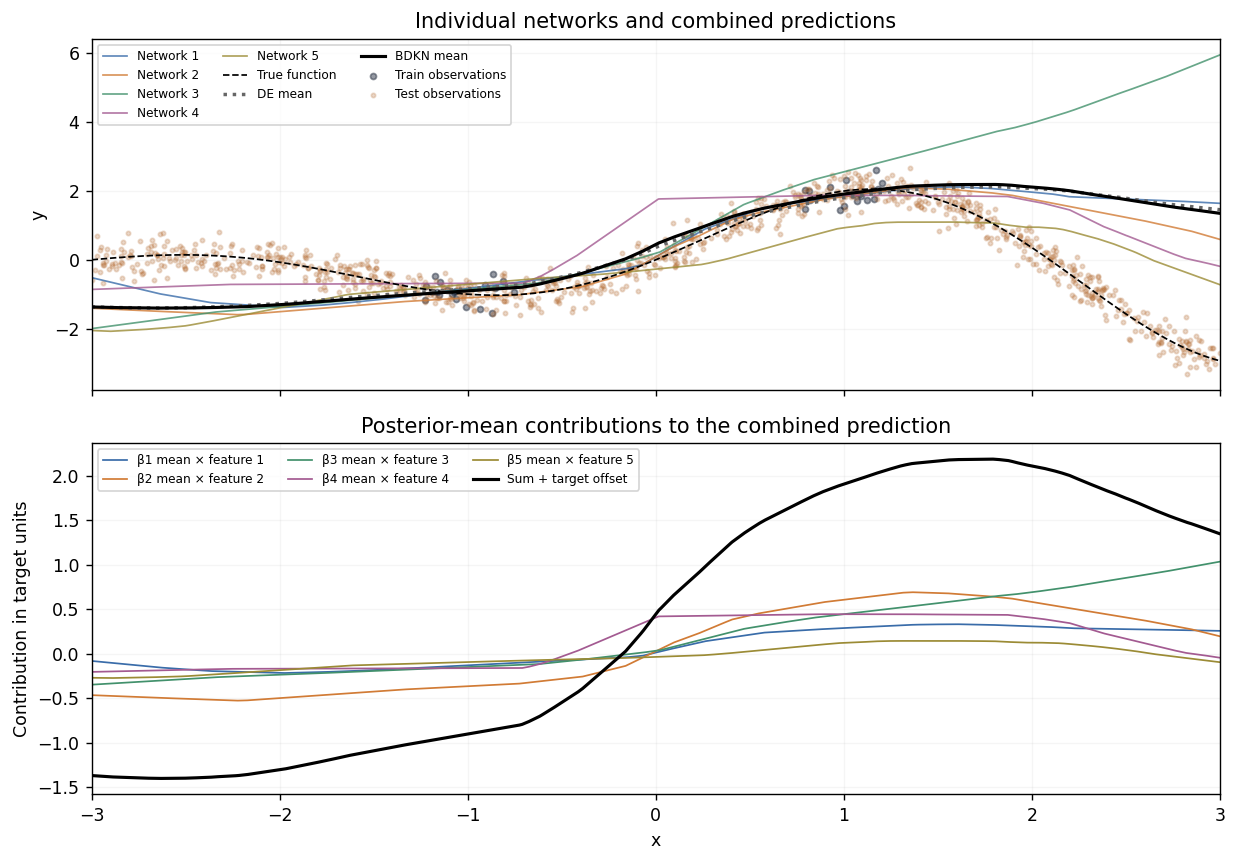 Individual networks and combined predictions
6
4
2
0
−2
y
Network 1
Network 2
Network 3
Network 4
Network 5
True function
DE mean
BDKN mean
Train observations
Test observations
Posterior-mean contributions to the combined prediction
2.0
1.5
1.0
0.5
0.0
−0.5
−1.0
−1.5
Contribution in target units
β1 mean × feature 1
β2 mean × feature 2
β3 mean × feature 3
β4 mean × feature 4
β5 mean × feature 5
Sum + target offset
−3 −2 −1 0 1 2 3
x